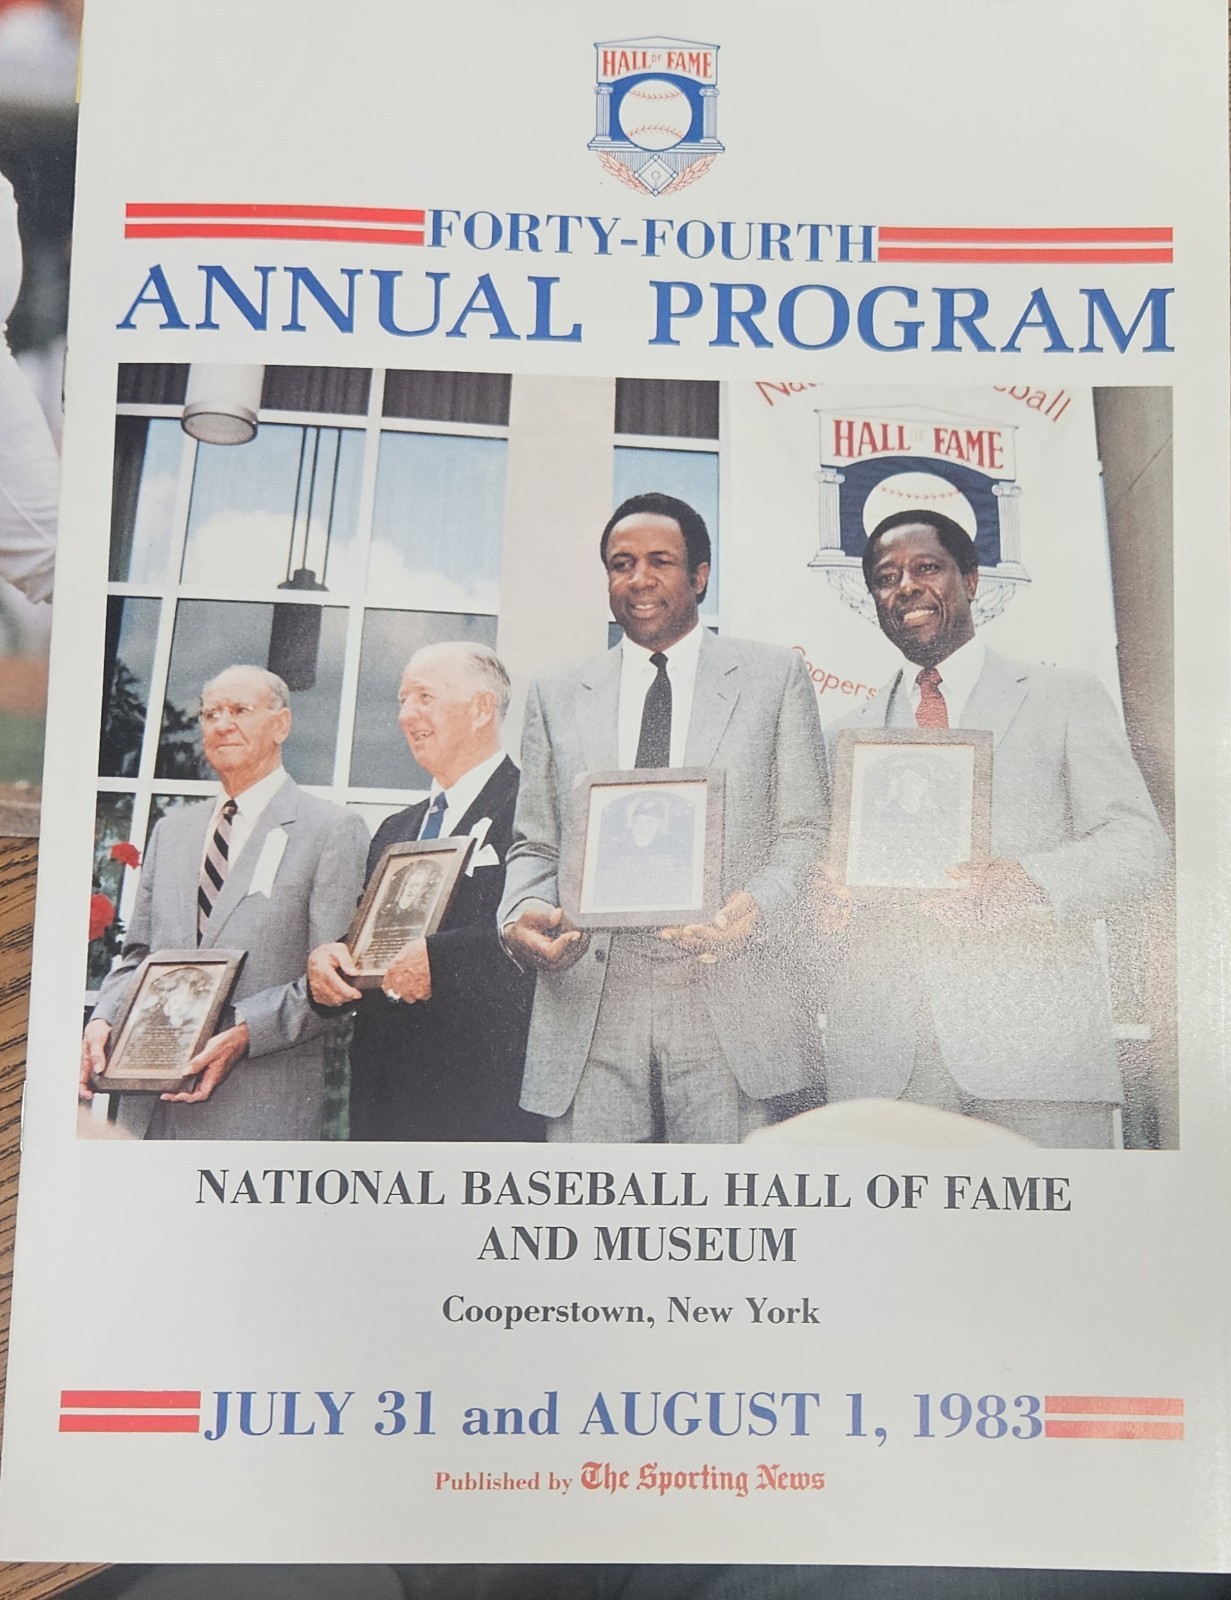 HALL OF FAME
FORTY-FOURTH
ANNUAL PROGRAM
HALL OF FAME
NATIONAL BASEBALL HALL OF FAME
AND MUSEUM
Cooperstown, New York
JULY 31 and AUGUST 1, 1983
Published by The Sporting News